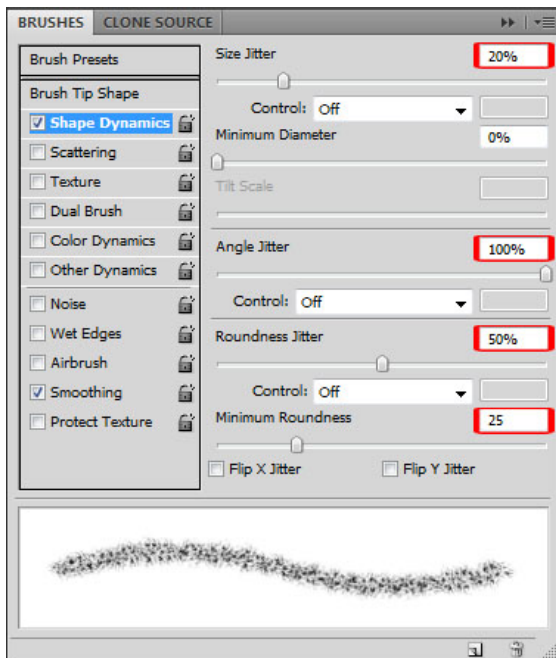 BRUSHES CLONE SOURCE
Brush Presets
Brush Tip Shape
Shape Dynamics
Scattering
Texture
Dual Brush
Color Dynamics
Other Dynamics
Noise
Wet Edges
Airbrush
Smoothing
Protect Texture
Size Jitter 20%
Control: Off
Minimum Diameter 0%
Tilt Scale
Angle Jitter 100%
Control: Off
Roundness Jitter 50%
Control: Off
Minimum Roundness 25
Flip X Jitter Flip Y Jitter